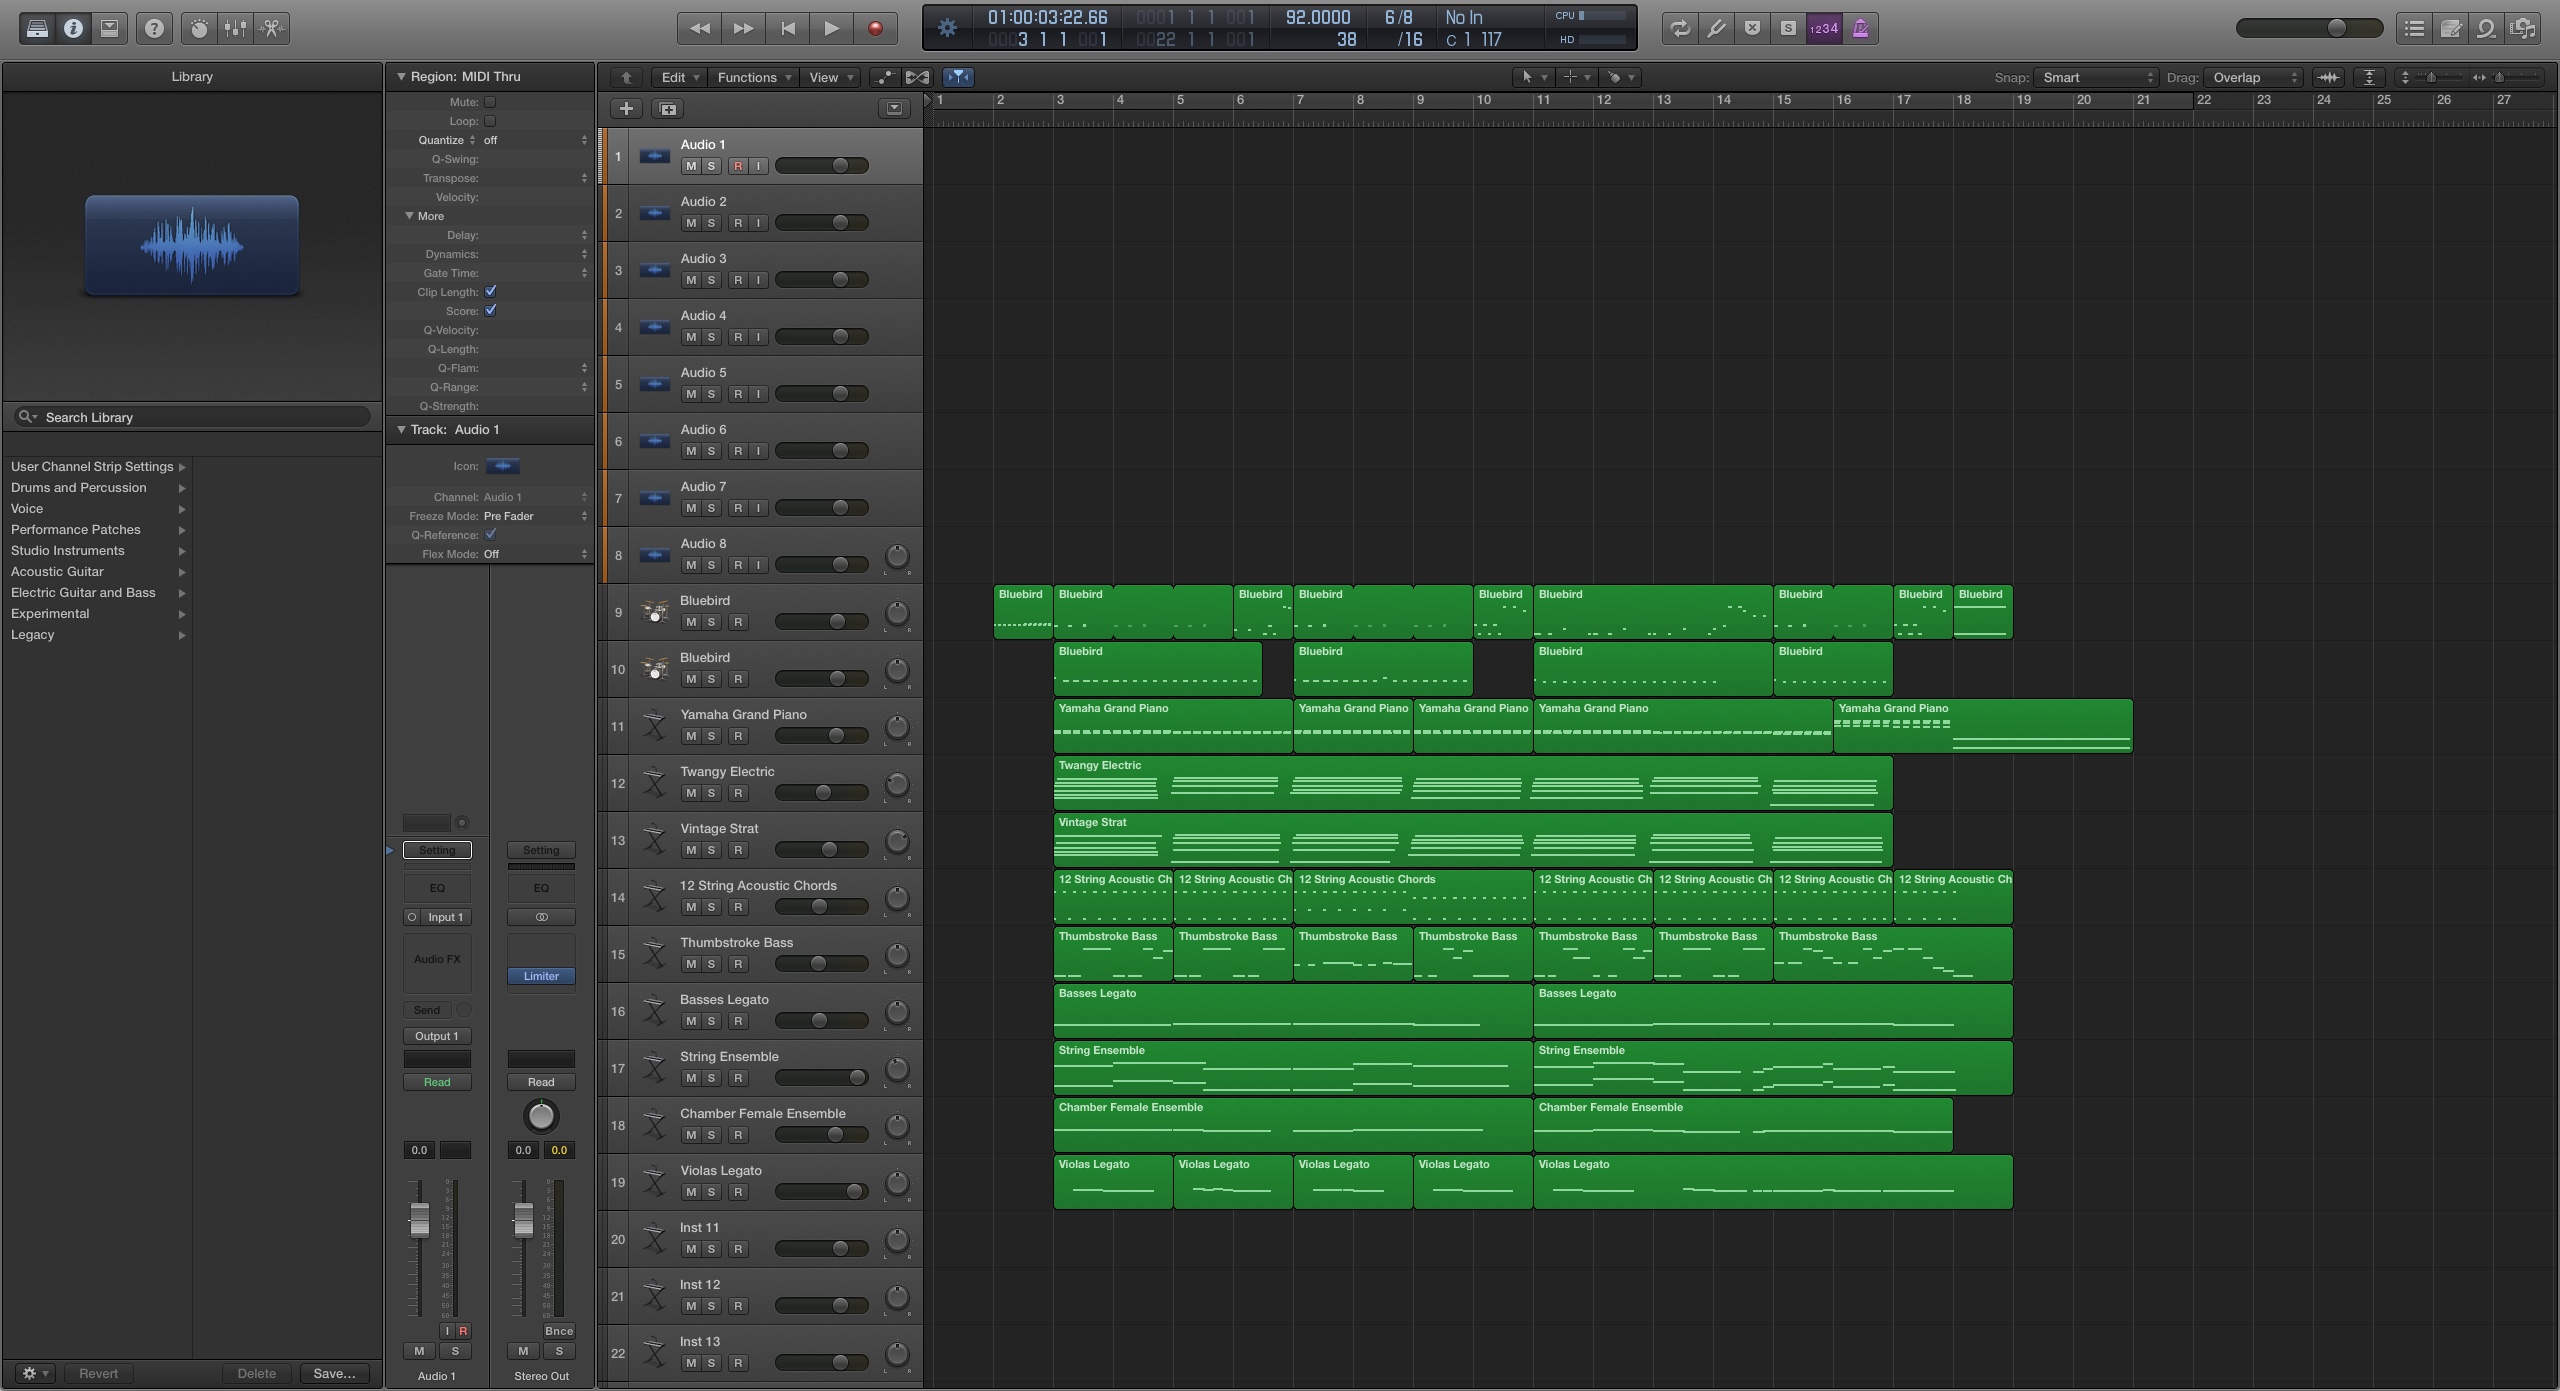 01:00:03:22.66 0001 1 1 001 92.0000 6/8 No In CPU
0003 1 1 001 0022 1 1 001 38 /16 C 1 117 HD
1234
Library
Region: MIDI Thru
Edit Functions View
Snap: Smart Drag: Overlap
1 2 3 4 5 6 7 8 9 10 11 12 13 14 15 16 17 18 19 20 21 22 23 24 25 26 27
Mute:
Loop:
Quantize off
Q-Swing:
Transpose:
Velocity:
More
Delay:
Dynamics:
Gate Time:
Clip Length:
Score:
Q-Velocity:
Q-Length:
Q-Flam:
Q-Range:
Q-Strength:
Search Library
Track: Audio 1
Icon:
Channel: Audio 1
Freeze Mode: Pre Fader
Q-Reference:
Flex Mode: Off
User Channel Strip Settings
Drums and Percussion
Voice
Performance Patches
Studio Instruments
Acoustic Guitar
Electric Guitar and Bass
Experimental
Legacy
Setting Setting
EQ EQ
Input 1
Audio FX
Limiter
Send
Output 1
Read Read
0.0 0.0 0.0
I R Bnce
M S M S
Audio 1 Stereo Out
Revert Delete Save...
1 Audio 1
M S R I
2 Audio 2
M S R I
3 Audio 3
M S R I
4 Audio 4
M S R I
5 Audio 5
M S R I
6 Audio 6
M S R I
7 Audio 7
M S R I
8 Audio 8
M S R I
9 Bluebird
M S R
Bluebird Bluebird Bluebird Bluebird Bluebird Bluebird Bluebird Bluebird Bluebird
10 Bluebird
M S R
Bluebird Bluebird Bluebird Bluebird
11 Yamaha Grand Piano
M S R
Yamaha Grand Piano Yamaha Grand Piano Yamaha Grand Piano Yamaha Grand Piano Yamaha Grand Piano
12 Twangy Electric
M S R
Twangy Electric
13 Vintage Strat
M S R
Vintage Strat
14 12 String Acoustic Chords
M S R
12 String Acoustic Ch 12 String Acoustic Ch 12 String Acoustic Chords 12 String Acoustic Ch 12 String Acoustic Ch 12 String Acoustic Ch 12 String Acoustic Ch
15 Thumbstroke Bass
M S R
Thumbstroke Bass Thumbstroke Bass Thumbstroke Bass Thumbstroke Bass Thumbstroke Bass Thumbstroke Bass Thumbstroke Bass
16 Basses Legato
M S R
Basses Legato Basses Legato
17 String Ensemble
M S R
String Ensemble String Ensemble
18 Chamber Female Ensemble
M S R
Chamber Female Ensemble Chamber Female Ensemble
19 Violas Legato
M S R
Violas Legato Violas Legato Violas Legato Violas Legato Violas Legato
20 Inst 11
M S R
21 Inst 12
M S R
22 Inst 13
M S R